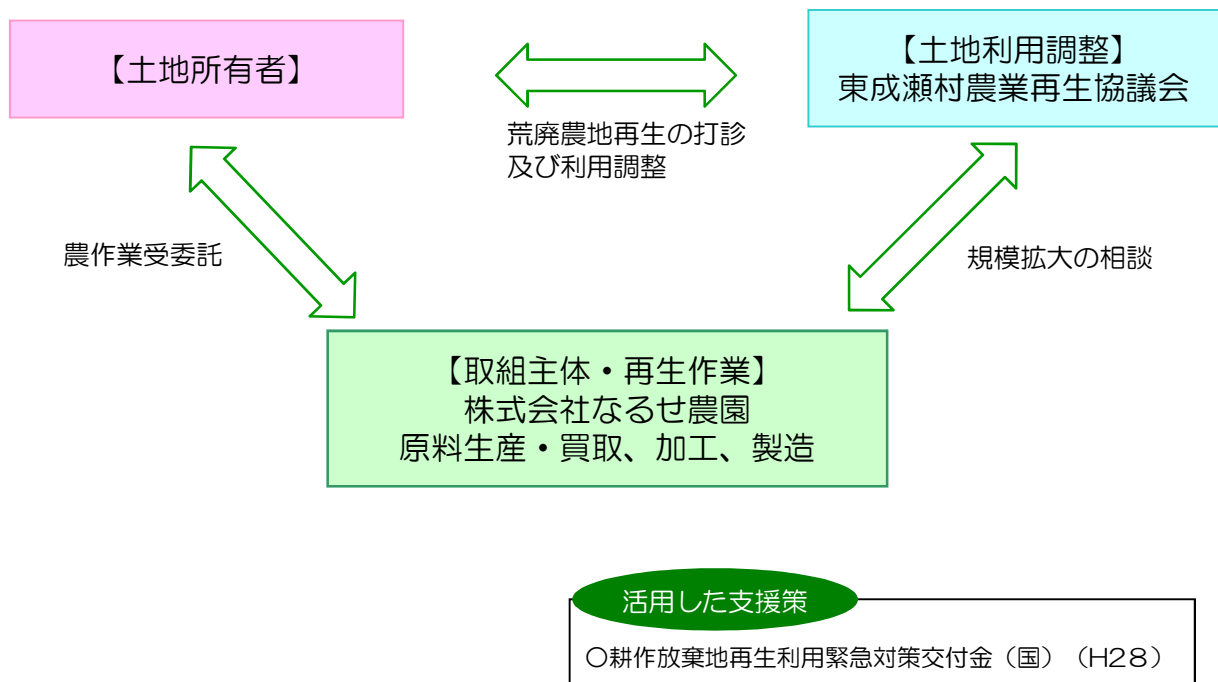 【土地所有者】
【土地利用調整】
東成瀬村農業再生協議会
荒廃農地再生の打診
及び利用調整
農作業受委託
規模拡大の相談
【取組主体・再生作業】
株式会社なるせ農園
原料生産・買取、加工、製造
活用した支援策
○耕作放棄地再生利用緊急対策交付金（国）（H28）